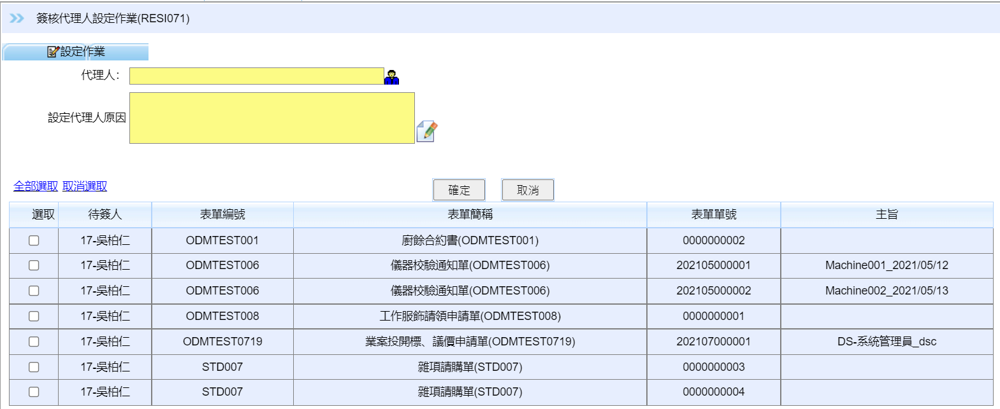 簽核代理人設定作業(RESI071)
設定作業
代理人:
設定代理人原因
全部選取 取消選取 確定 取消
選取 待簽人 表單編號 表單簡稱 表單單號 主旨
17-吳柏仁 ODMTEST001 廚餘合約書(ODMTEST001) 0000000002
17-吳柏仁 ODMTEST006 儀器校驗通知單(ODMTEST006) 202105000001 Machine001_2021/05/12
17-吳柏仁 ODMTEST006 儀器校驗通知單(ODMTEST006) 202105000002 Machine002_2021/05/13
17-吳柏仁 ODMTEST008 工作服飾請領申請單(ODMTEST008) 0000000001
17-吳柏仁 ODMTEST0719 業案投開標、議價申請單(ODMTEST0719) 202107000001 DS-系統管理員_dsc
17-吳柏仁 STD007 雜項請購單(STD007) 0000000003
17-吳柏仁 STD007 雜項請購單(STD007) 0000000004